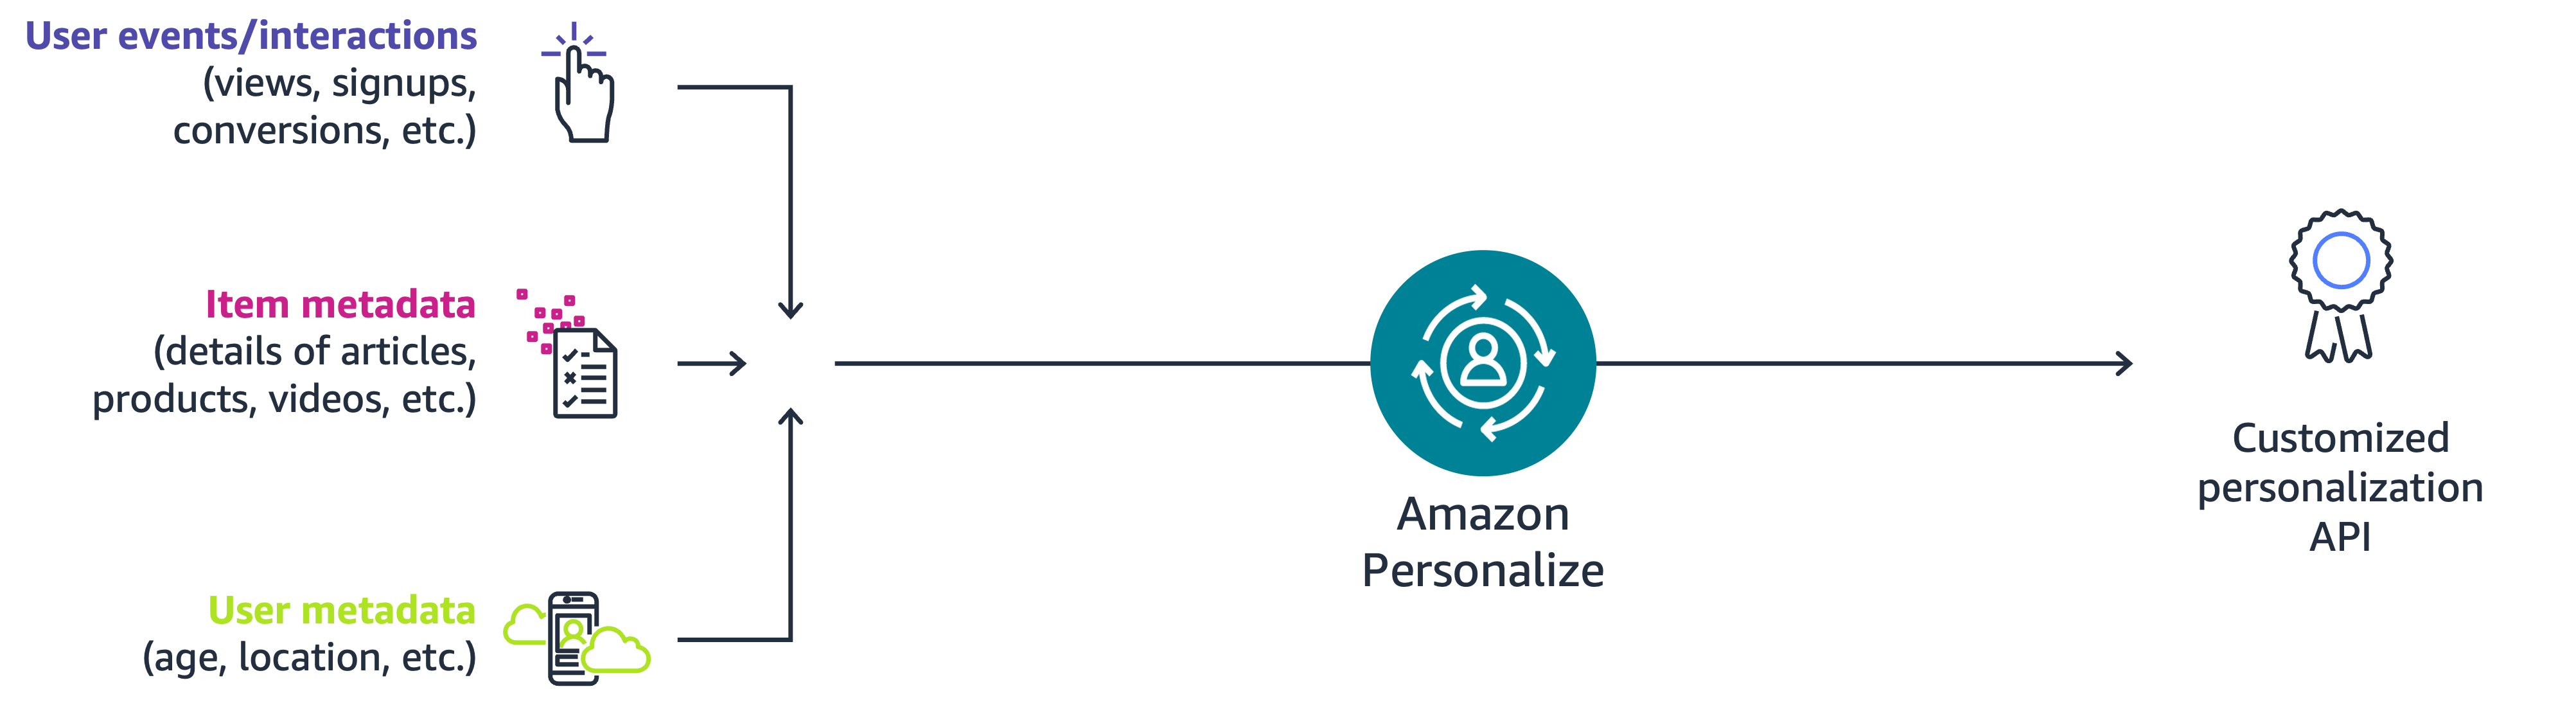 User events/interactions
(views, signups,
conversions, etc.)
Item metadata
(details of articles,
products, videos, etc.)
User metadata
(age, location, etc.)
Amazon
Personalize
Customized
personalization
API